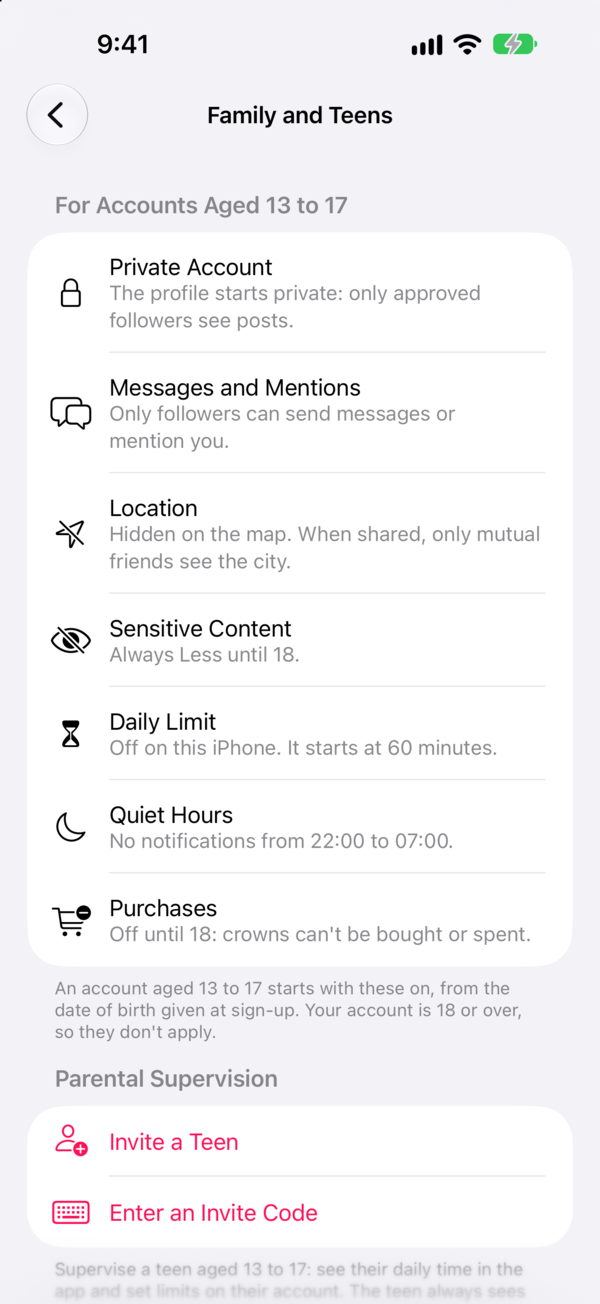 9:41
Family and Teens
For Accounts Aged 13 to 17
Private Account
The profile starts private: only approved
followers see posts.
Messages and Mentions
Only followers can send messages or
mention you.
Location
Hidden on the map. When shared, only mutual
friends see the city.
Sensitive Content
Always Less until 18.
Daily Limit
Off on this iPhone. It starts at 60 minutes.
Quiet Hours
No notifications from 22:00 to 07:00.
Purchases
Off until 18: crowns can't be bought or spent.
An account aged 13 to 17 starts with these on, from the
date of birth given at sign-up. Your account is 18 or over,
so they don't apply.
Parental Supervision
Invite a Teen
Enter an Invite Code
Supervise a teen aged 13 to 17: see their daily time in the
app and set limits on their account. The teen always sees